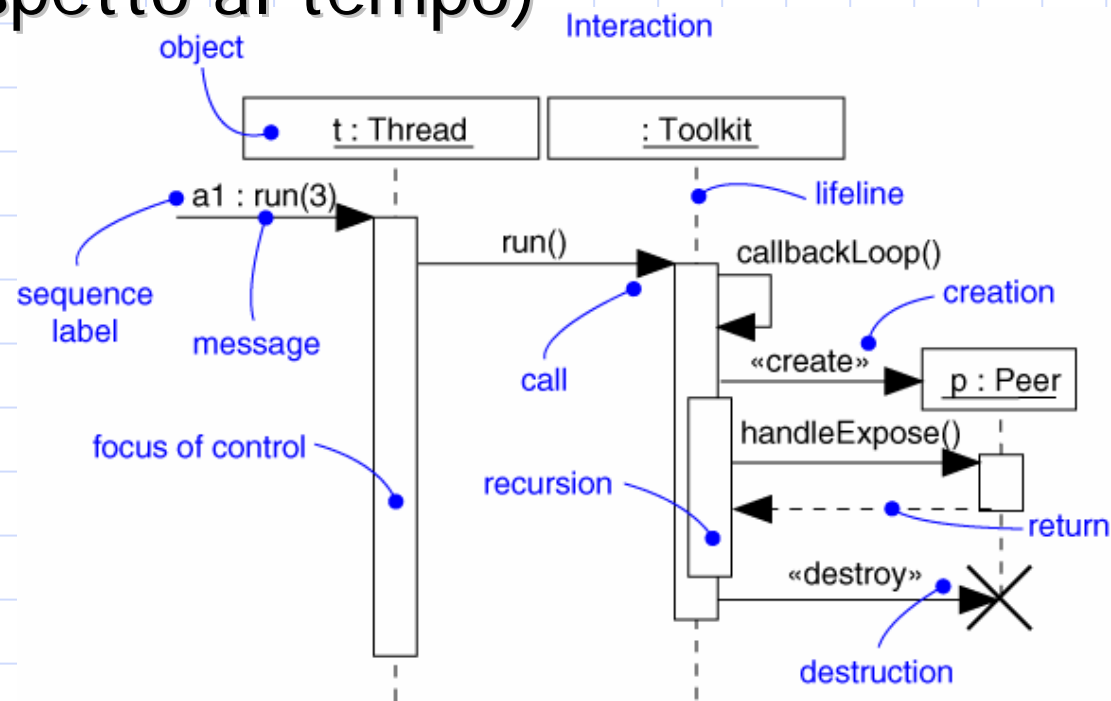 rispetto al tempo)
Interaction
object
t : Thread
: Toolkit
lifeline
a1 : run(3)
run()
callbackLoop()
sequence
label
message
call
creation
«create»
p : Peer
handleExpose()
focus of control
recursion
return
«destroy»
destruction